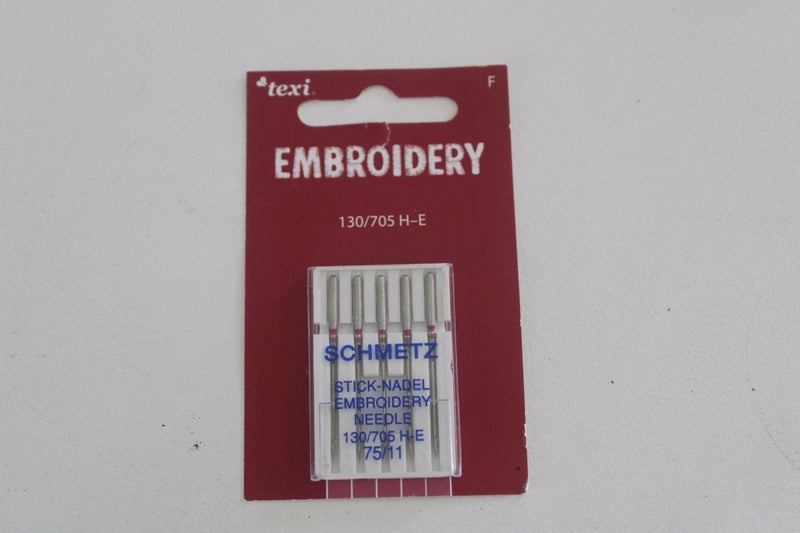 texi. F
EMBROIDERY
130/705 H–E
SCHMETZ
STICK-NADEL
EMBROIDERY
NEEDLE
130/705 H-E
75/11